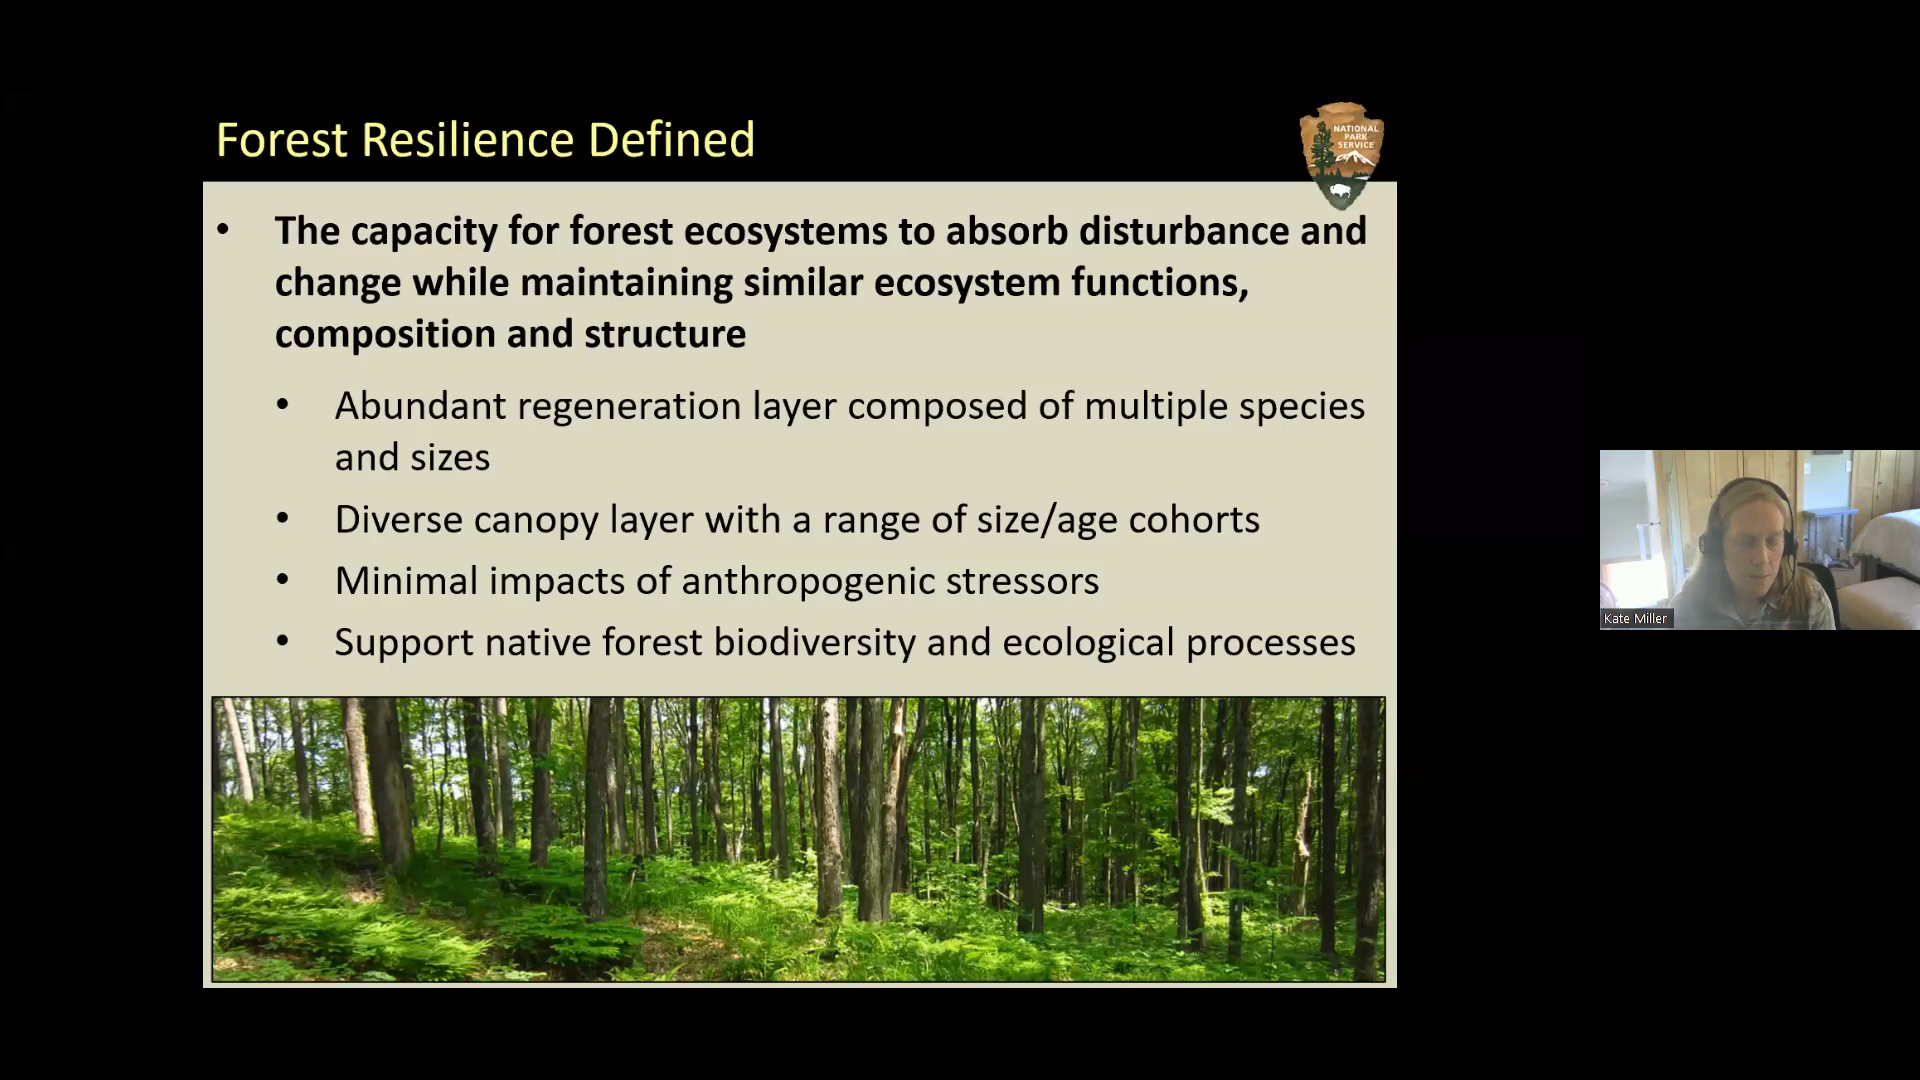 Forest Resilience Defined
NATIONAL
PARK
SERVICE
• The capacity for forest ecosystems to absorb disturbance and
change while maintaining similar ecosystem functions,
composition and structure
• Abundant regeneration layer composed of multiple species
and sizes
• Diverse canopy layer with a range of size/age cohorts
• Minimal impacts of anthropogenic stressors
• Support native forest biodiversity and ecological processes
Kate Miller